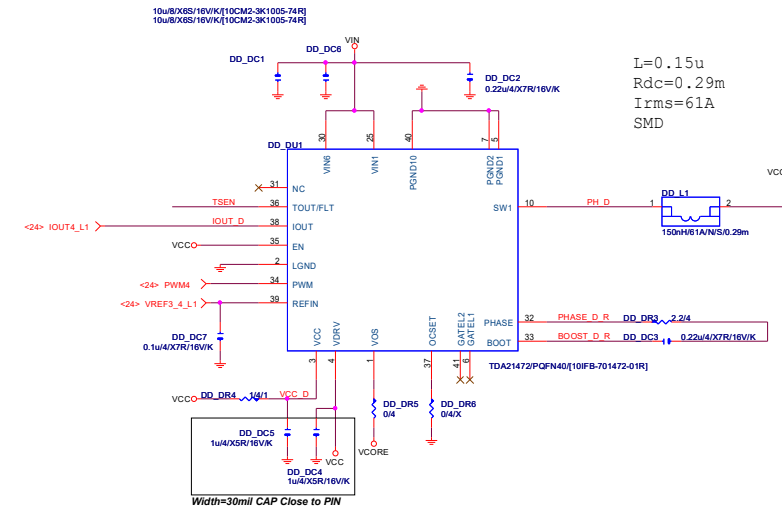 10u/8/X6S/16V/K/[10CM2-3K1005-74R]
10u/8/X6S/16V/K/[10CM2-3K1005-74R]
VIN
DD_DC1
DD_DC6
DD_DC2
0.22u/4/X7R/16V/K
L=0.15u
Rdc=0.29m
Irms=61A
SMD
DD_DU1
30
25
40
7
5
VIN6
VIN1
PGND10
PGND2
PGND1
31
NC
TSEN
36
TOUT/FLT
<24> IOUT4_L1
IOUT_D
38
IOUT
VCC
35
EN
2
LGND
<24> PWM4
34
PWM
<24> VREF3_4_L1
39
REFIN
SW1
10
PH_D
1
DD_L1
2
150nH/61A/N/S/0.29m
VCC
PHASE
32
PHASE_D_R
DD_DR3
2.2/4
BOOT
33
BOOST_D_R
DD_DC3
0.22u/4/X7R/16V/K
DD_DC7
0.1u/4/X7R/16V/K
VCC
VDRV
VOS
OCSET
GATEL2
GATEL1
TDA21472/PQFN40/[10IFB-701472-01R]
3
4
1
37
41
6
VCC
DD_DR4
1/4/1
VCC_D
DD_DR5
0/4
DD_DR6
0/4/X
DD_DC5
1u/4/X5R/16V/K
DD_DC4
1u/4/X5R/16V/K
VCC
VCORE
Width=30mil CAP Close to PIN